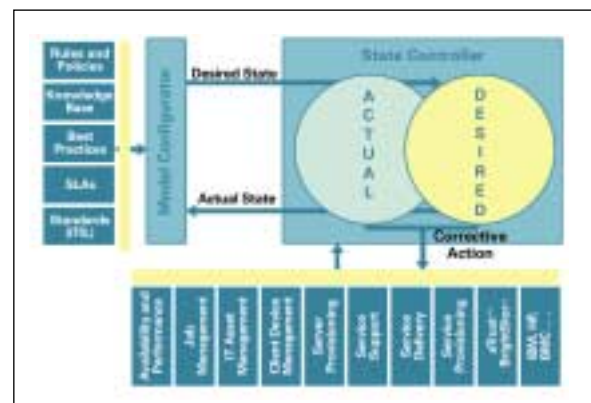 Rules and
Policies
Knowledge
Base
Best
Practices
SLAs
Standards
Model Configurator
Desired State
Actual State
State Controller
ACTUAL
DESIRED
Corrective
Action
Availability and
Performance
Job
Management
IT Asset
Management
Client Device
Management
Server
Provisioning
Service
Support
Service
Delivery
Service
Provisioning